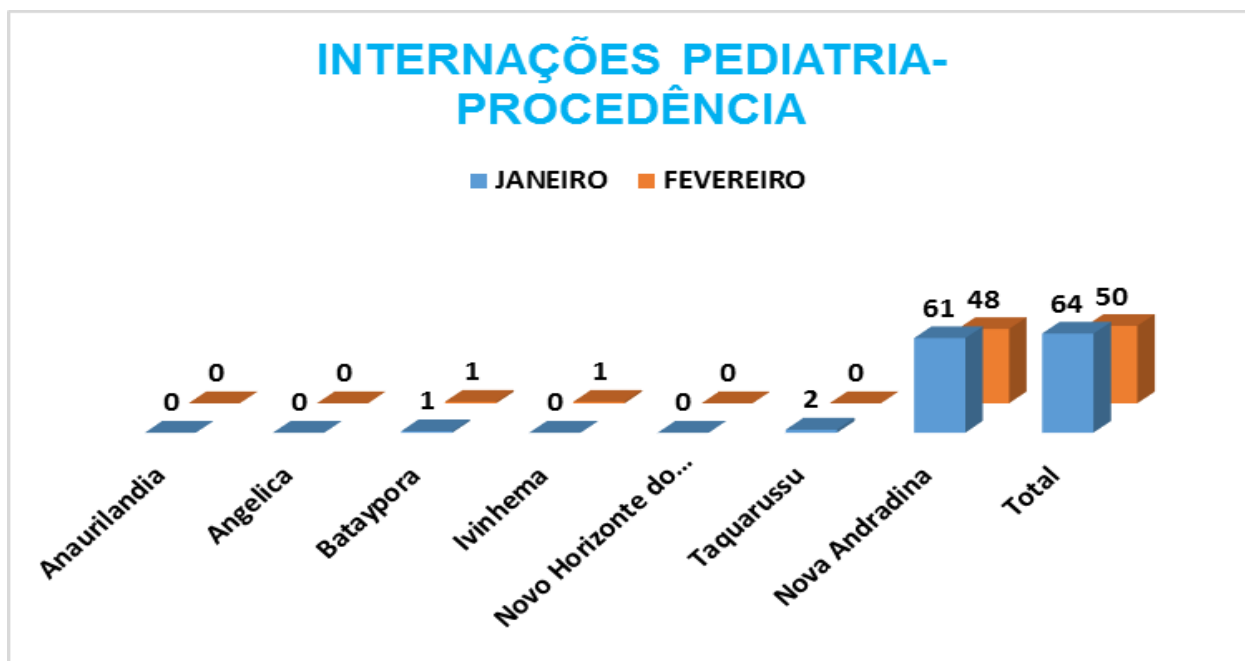 INTERNAÇÕES PEDIATRIA-
PROCEDÊNCIA
JANEIRO FEVEREIRO
61 48 64 50
0 0 1 1 0 0
0 0 1 0 0 2
Anaurilandia
Angelica
Bataypora
Ivinhema
Novo Horizonte do...
Taquarussu
Nova Andradina
Total